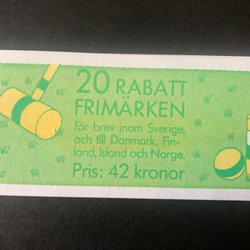 20 RABATT
FRIMÄRKEN
för brev inom Sverige,
och till Danmark, Fin-
land, Island och Norge.
Pris: 42 kronor